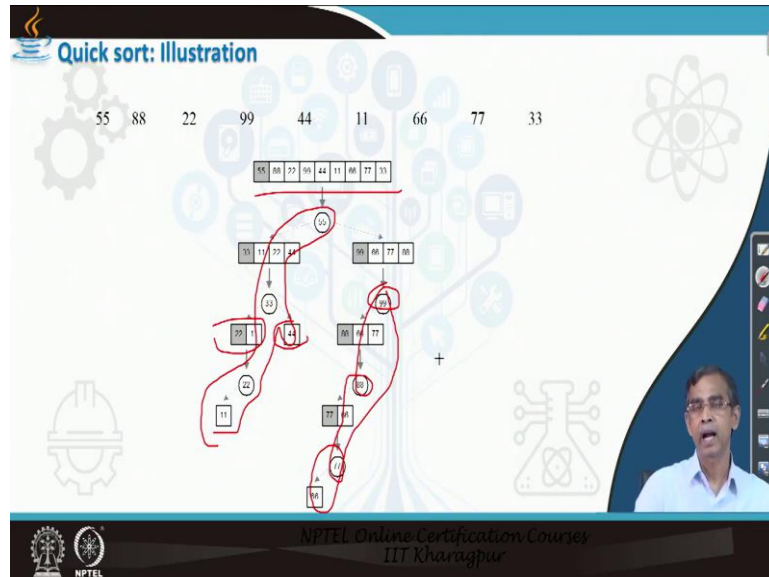 Quick sort: Illustration
55 88 22 99 44 11 66 77 33
55 88 22 99 44 11 66 77 33
55
33 11 22 44
99 66 77 88
33
99
22 1
44
88 66 77
22
88
11
77 66
77
66
NPTEL Online Certification Courses
IIT Kharagpur
NPTEL